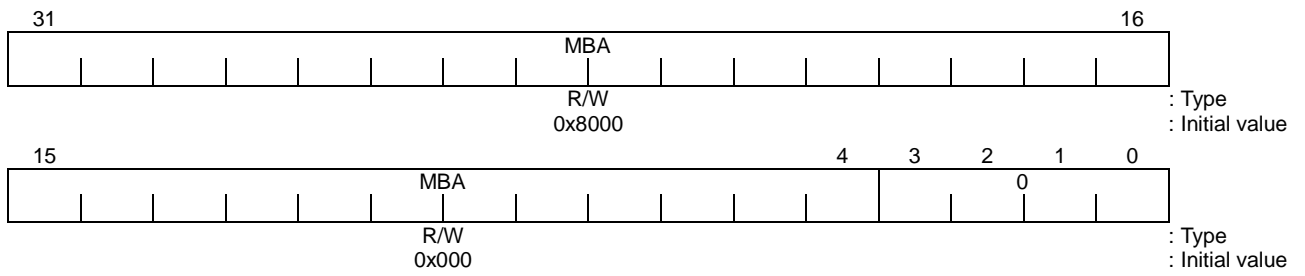 31 16
MBA
R/W : Type
0x8000 : Initial value
15 4 3 2 1 0
MBA 0
R/W : Type
0x000 : Initial value